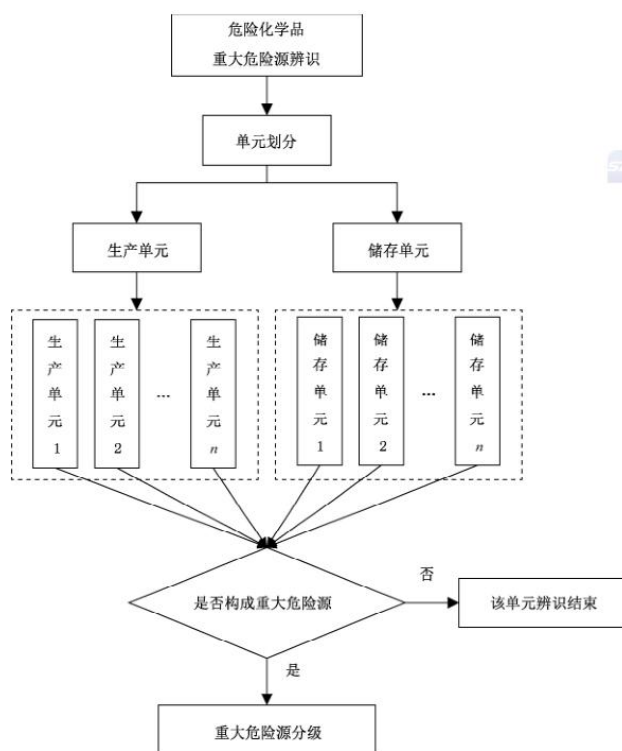 危险化学品
重大危险源辨识
单元划分
生产单元
储存单元
生产单元1
生产单元2
…
生产单元n
储存单元1
储存单元2
…
储存单元n
是否构成重大危险源
否
该单元辨识结束
是
重大危险源分级